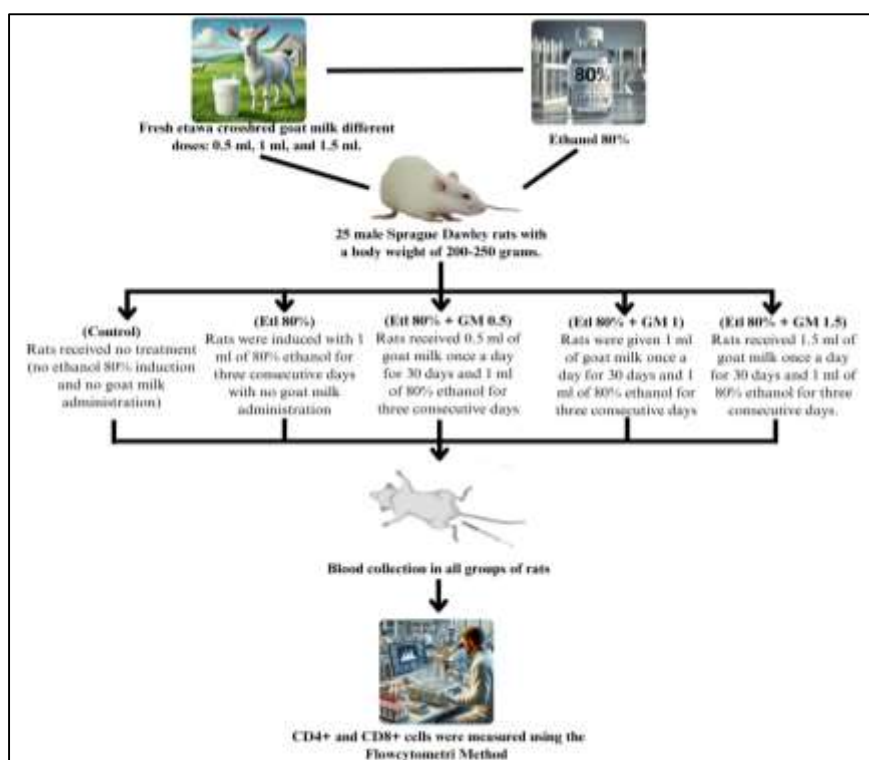 80%
Fresh etawa crosbred goat milk different
doses: 0.5 ml, 1 ml, and 1.5 ml.
Ethanol 80%
25 male Sprague Dawley rats with
a body weight of 200-250 grams.
(Control)
Rats received no treatment
(no ethanol 80% induction
and no goat milk
administration)
(Etl 80%)
Rats were induced with 1
ml of 80% ethanol for
three consecutive days
with no goat milk
administration
(Etl 80% + GM 0.5)
Rats received 0.5 ml of
goat milk once a day
for 30 days and 1 ml
of 80% ethanol for
three consecutive days
(Etl 80% + GM 1)
Rats were given 1 ml
of goat milk once a
day for 30 days and 1
ml of 80% ethanol for
three consecutive days
(Etl 80% + GM 1.5)
Rats received 1.5 ml of
goat milk once a day
for 30 days and 1 ml of
80% ethanol for three
consecutive days.
Blood collection in all groups of rats
CD4+ and CD8+ cells were measured using the
Flowcytometri Method